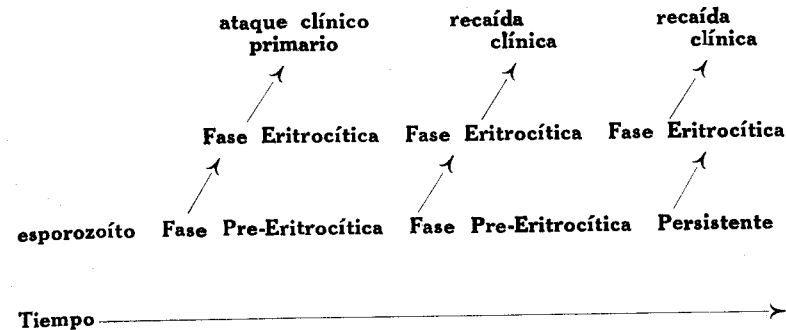 ataque clínico recaída recaída
primario clínica clínica
Fase Eritrocítica Fase Eritrocítica Fase Eritrocítica
esporozoíto Fase Pre-Eritrocítica Fase Pre-Eritrocítica Persistente
Tiempo